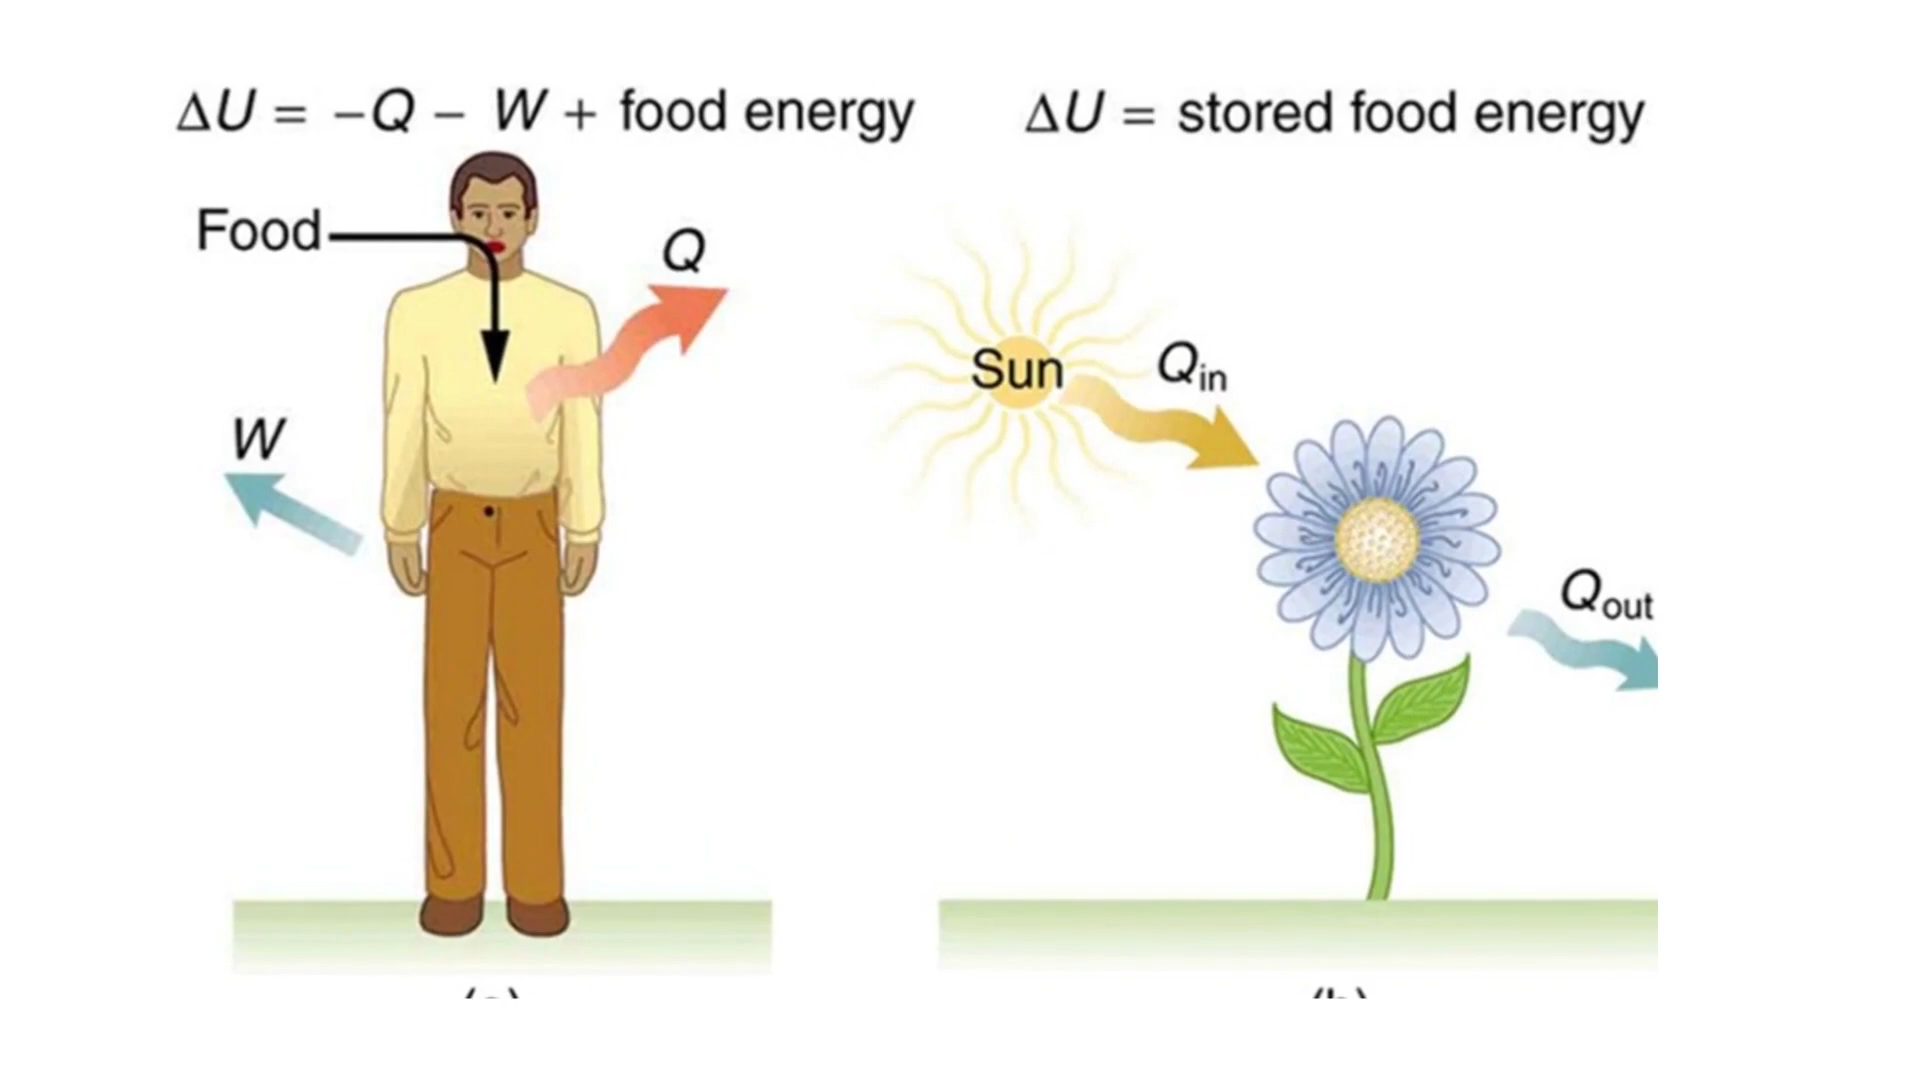 ΔU = −Q − W + food energy
Food
Q
W
ΔU = stored food energy
Sun
Qin
Qout